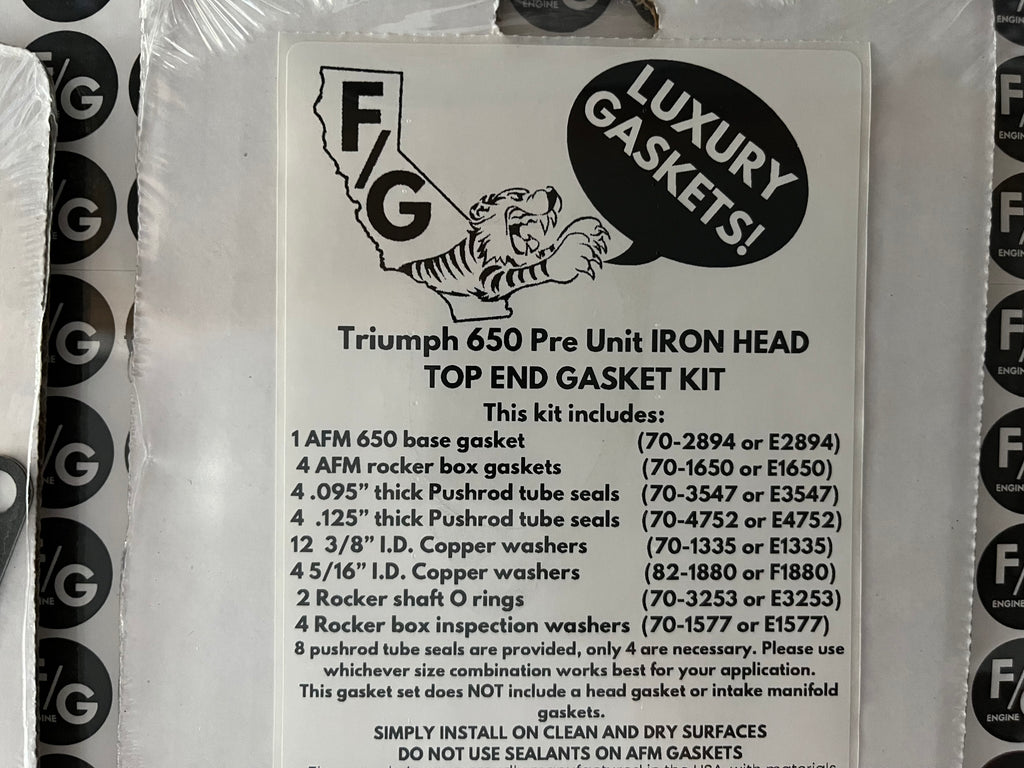 F/G
LUXURY
GASKETS!
Triumph 650 Pre Unit IRON HEAD
TOP END GASKET KIT
This kit includes:
1 AFM 650 base gasket (70-2894 or E2894)
4 AFM rocker box gaskets (70-1650 or E1650)
4 .095” thick Pushrod tube seals (70-3547 or E3547)
4 .125” thick Pushrod tube seals (70-4752 or E4752)
12 3/8” I.D. Copper washers (70-1335 or E1335)
4 5/16” I.D. Copper washers (82-1880 or F1880)
2 Rocker shaft O rings (70-3253 or E3253)
4 Rocker box inspection washers (70-1577 or E1577)
8 pushrod tube seals are provided, only 4 are necessary. Please use
whichever size combination works best for your application.
This gasket set does NOT include a head gasket or intake manifold
gaskets.
SIMPLY INSTALL ON CLEAN AND DRY SURFACES
DO NOT USE SEALANTS ON AFM GASKETS